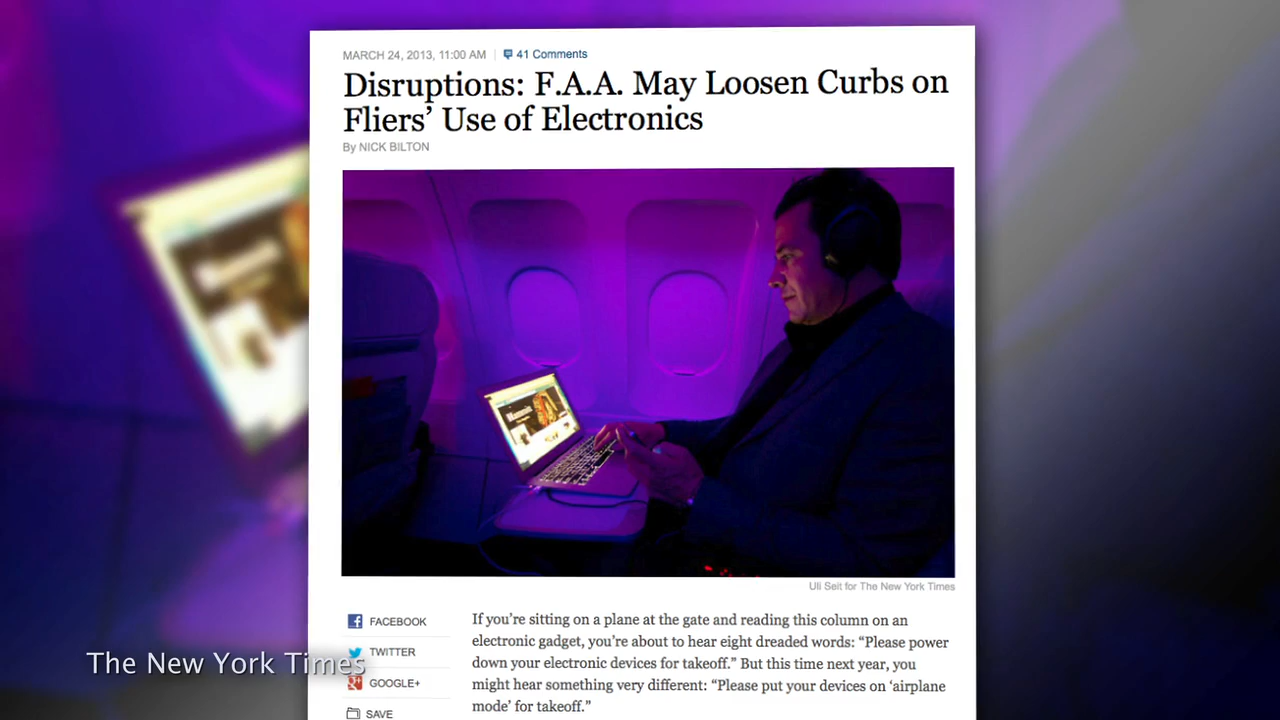 MARCH 24, 2013, 11:00 AM
41 Comments
Disruptions: F.A.A. May Loosen Curbs on
Fliers’ Use of Electronics
By NICK BILTON
Uli Seit for The New York Times
FACEBOOK
TWITTER
GOOGLE+
SAVE
If you’re sitting on a plane at the gate and reading this column on an
electronic gadget, you’re about to hear eight dreaded words: “Please power
down your electronic devices for takeoff.” But this time next year, you
might hear something very different: “Please put your devices on ‘airplane
mode’ for takeoff.”
The New York Times